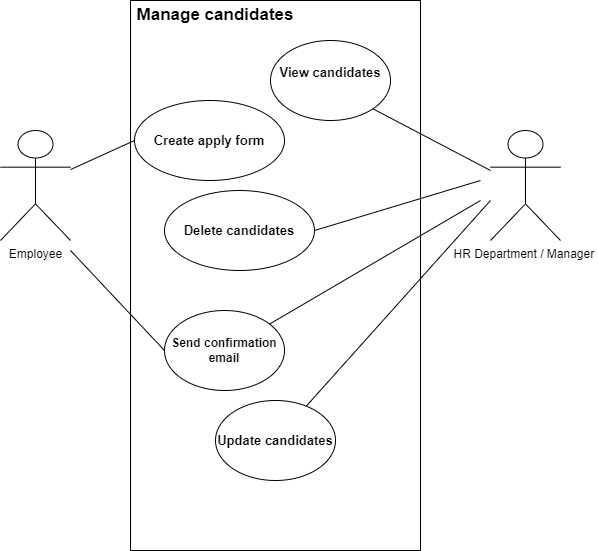 Manage candidates
View candidates
Create apply form
Delete candidates
Employee
HR Department / Manager
Send confirmation
email
Update candidates